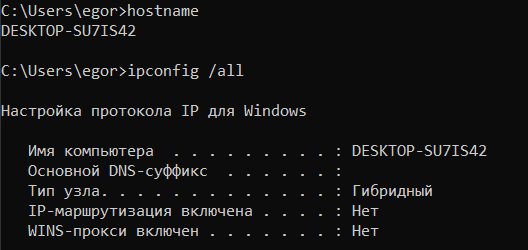 C:\Users\egor>hostname
DESKTOP-SU7IS42
C:\Users\egor>ipconfig /all
Настройка протокола IP для Windows
Имя компьютера  . . . . . . . . . : DESKTOP-SU7IS42
Основной DNS-суффикс  . . . . . . :
Тип узла. . . . . . . . . . . . . : Гибридный
IP-маршрутизация включена . . . . : Нет
WINS-прокси включен . . . . . . . : Нет